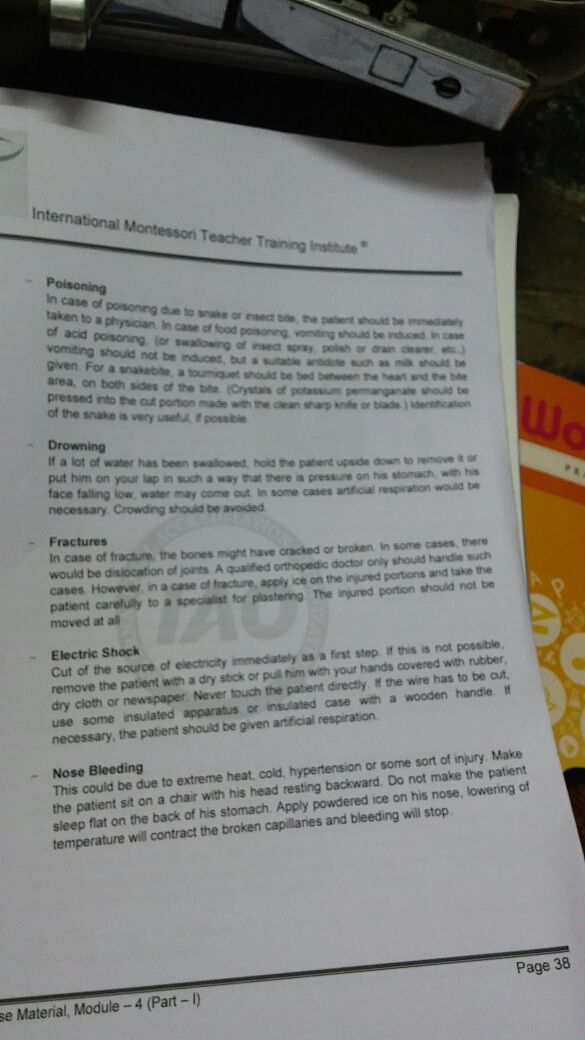 International Montessori Teacher Training Institute ®
– Poisoning
In case of poisoning due to snake or insect bite, the patient should be immediately
taken to a physician. In case of food poisoning, vomiting should be induced. In case
of acid poisoning, (or swallowing of insect spray, polish or drain clearer, etc.,)
vomiting should not be induced, but a suitable antidote such as milk should be
given. For a snakebite, a tourniquet should be tied between the heart and the bite
area, on both sides of the bite. (Crystals of potassium permanganate should be
pressed into the cut portion made with the clean sharp knife or blade.) Identification
of the snake is very useful, if possible.
– Drowning
If a lot of water has been swallowed, hold the patient upside down to remove it or
put him on your lap in such a way that there is pressure on his stomach, with his
face falling low, water may come out. In some cases artificial respiration would be
necessary. Crowding should be avoided.
– Fractures
In case of fracture, the bones might have cracked or broken. In some cases, there
would be dislocation of joints. A qualified orthopedic doctor only should handle such
cases. However, in a case of fracture, apply ice on the injured portions and take the
patient carefully to a specialist for plastering. The injured portion should not be
moved at all
– Electric Shock
Cut of the source of electricity immediately as a first step. If this is not possible,
remove the patient with a dry stick or pull him with your hands covered with rubber,
dry cloth or newspaper. Never touch the patient directly. If the wire has to be cut,
use some insulated apparatus or insulated case with a wooden handle. If
necessary, the patient should be given artificial respiration.
– Nose Bleeding
This could be due to extreme heat, cold, hypertension or some sort of injury. Make
the patient sit on a chair with his head resting backward. Do not make the patient
sleep flat on the back of his stomach. Apply powdered ice on his nose, lowering of
temperature will contract the broken capillaries and bleeding will stop.
se Material, Module – 4 (Part – I)
Page 38
IAO
Wo
PRA